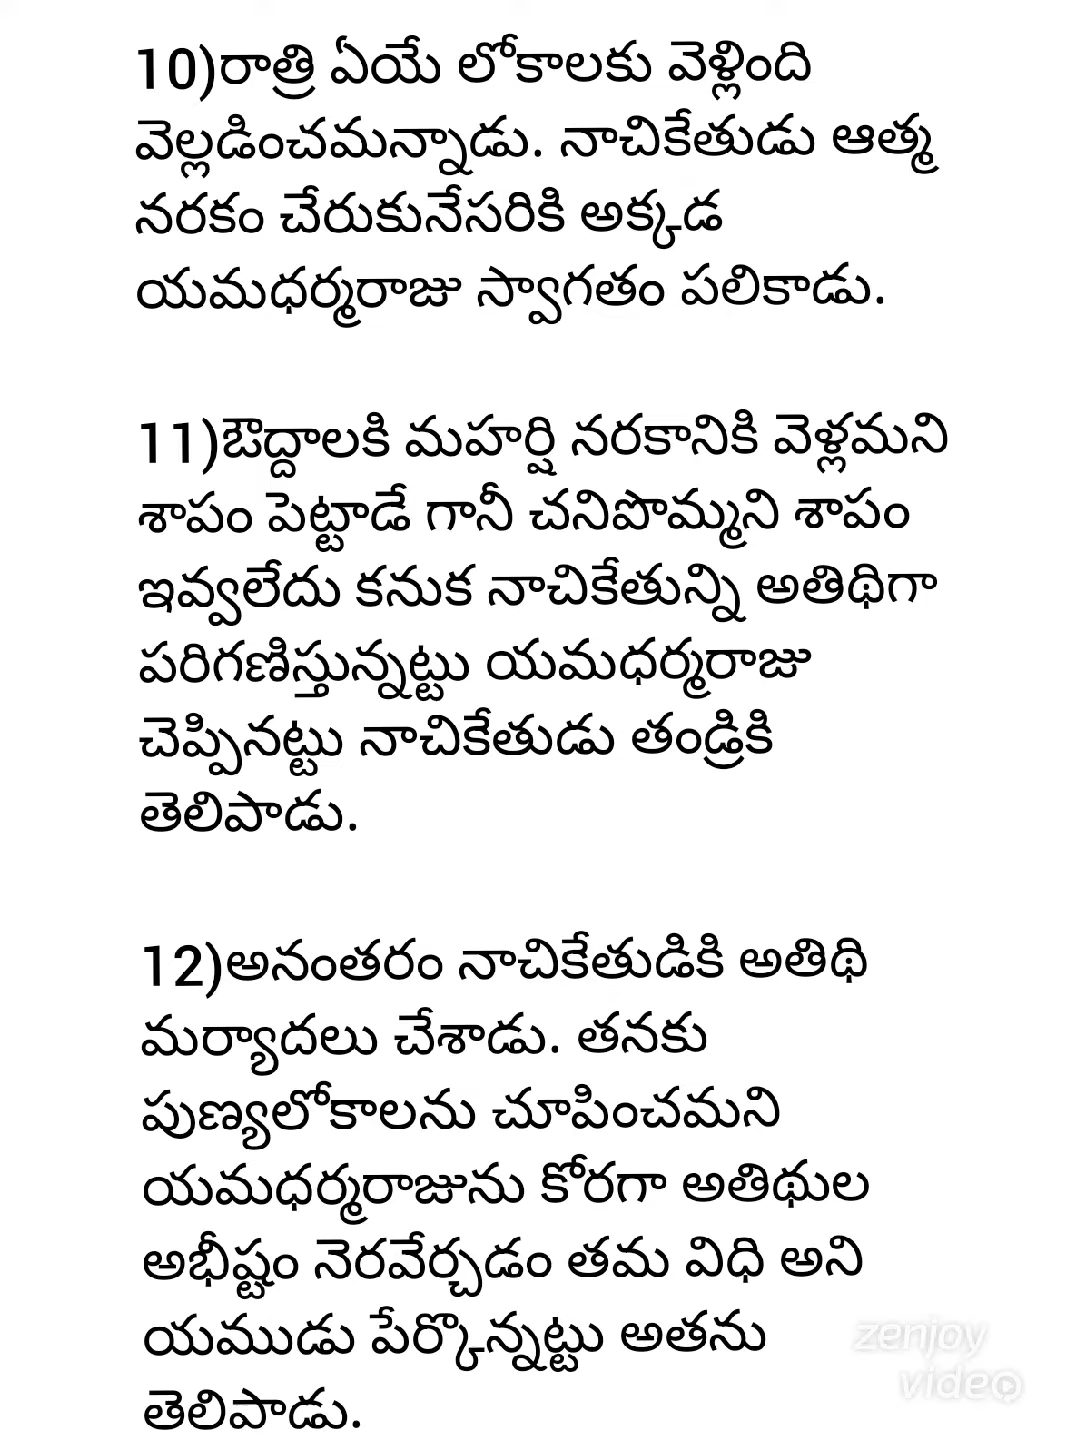 10)రాత్రి ఏయే లోకాలకు వెళ్లింది
వెల్లడించమన్నాడు. నాచికేతుడు ఆత్మ
నరకం చేరుకునేసరికి అక్కడ
యమధర్మరాజు స్వాగతం పలికాడు.
11)ఔద్దాలకి మహర్షి నరకానికి వెళ్లమని
శాపం పెట్టాడే గానీ చనిపొమ్మని శాపం
ఇవ్వలేదు కనుక నాచికేతున్ని అతిథిగా
పరిగణిస్తున్నట్టు యమధర్మరాజు
చెప్పినట్టు నాచికేతుడు తండ్రికి
తెలిపాడు.
12)అనంతరం నాచికేతుడికి అతిథి
మర్యాదలు చేశాడు. తనకు
పుణ్యలోకాలను చూపించమని
యమధర్మరాజును కోరగా అతిథుల
అభీష్టం నెరవేర్చడం తమ విధి అని
యముడు పేర్కొన్నట్టు అతను
తెలిపాడు.
zenjoy
video